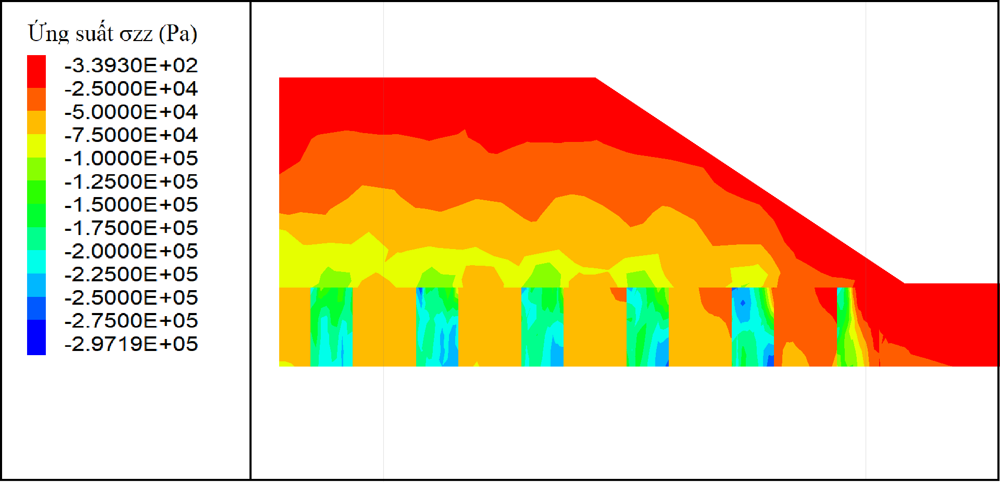 Ứng suất σzz (Pa)
-3.3930E+02
-2.5000E+04
-5.0000E+04
-7.5000E+04
-1.0000E+05
-1.2500E+05
-1.5000E+05
-1.7500E+05
-2.0000E+05
-2.2500E+05
-2.5000E+05
-2.7500E+05
-2.9719E+05